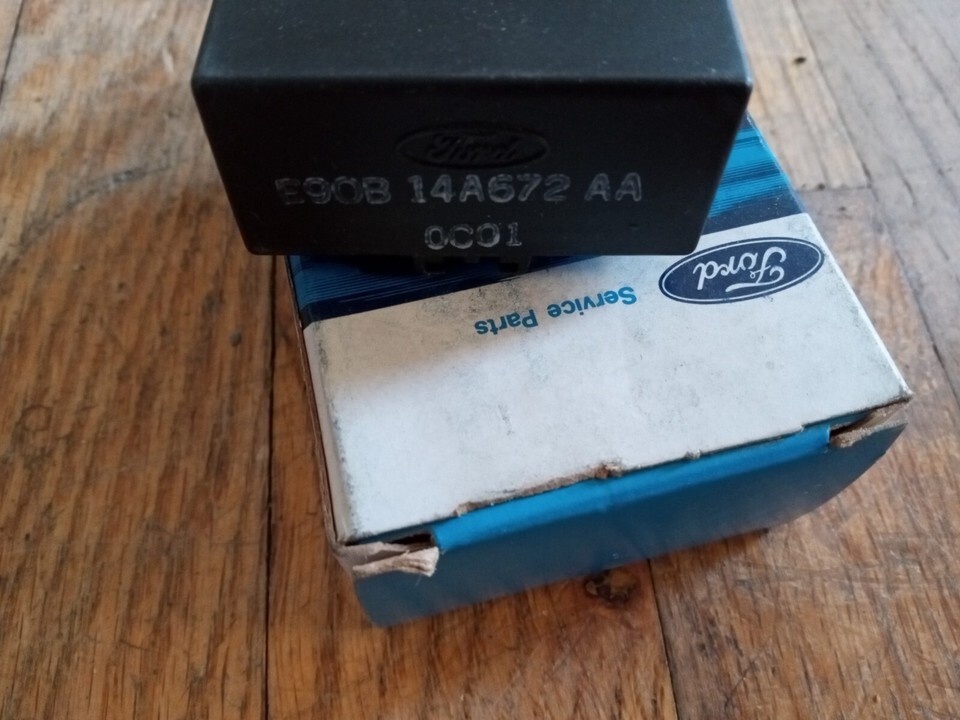 Ford
E90B 14A672 AA
0C01
Ford
Service Parts